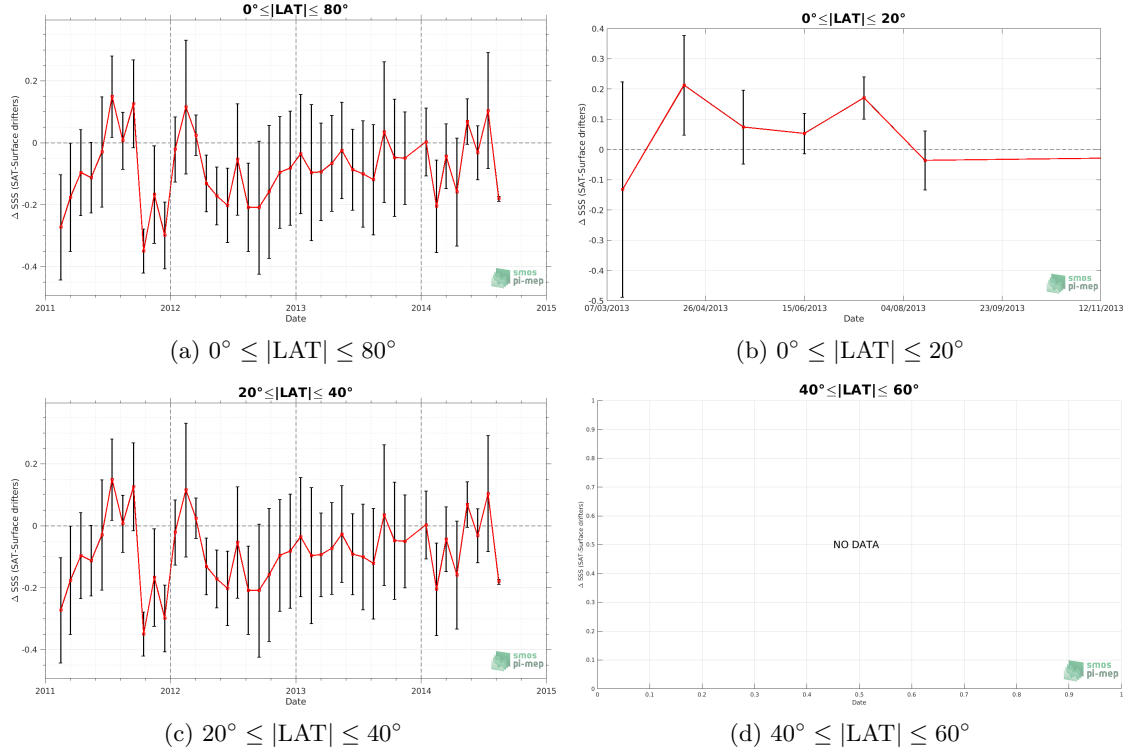 0°≤|LAT|≤ 80°
Δ SSS (SAT-Surface drifters)
0.2
0
-0.2
-0.4
2011 2012 2013 2014 2015
Date
smos
pi-mep
(a) 0° ≤ |LAT| ≤ 80°
0°≤|LAT|≤ 20°
Δ SSS (SAT-Surface drifters)
0.4
0.3
0.2
0.1
0
-0.1
0.2
0.3
0.4
-0.5
07/03/2013 26/04/2013 15/06/2013 04/08/2013 23/09/2013 12/11/2013
Date
smos
pi-mep
(b) 0° ≤ |LAT| ≤ 20°
20°≤|LAT|≤ 40°
Δ SSS (SAT-Surface drifters)
0.2
0
-0.2
-0.4
2011 2012 2013 2014 2015
Date
smos
pi-mep
(c) 20° ≤ |LAT| ≤ 40°
40°≤|LAT|≤ 60°
Δ SSS (SAT-Surface drifters)
1
0.9
0.8
0.7
0.6
0.5
0.4
0.3
0.2
0.1
0
NO DATA
0 0.1 0.2 0.3 0.4 0.5 0.6 0.7 0.8 0.9 1
Date
smos
pi-mep
(d) 40° ≤ |LAT| ≤ 60°